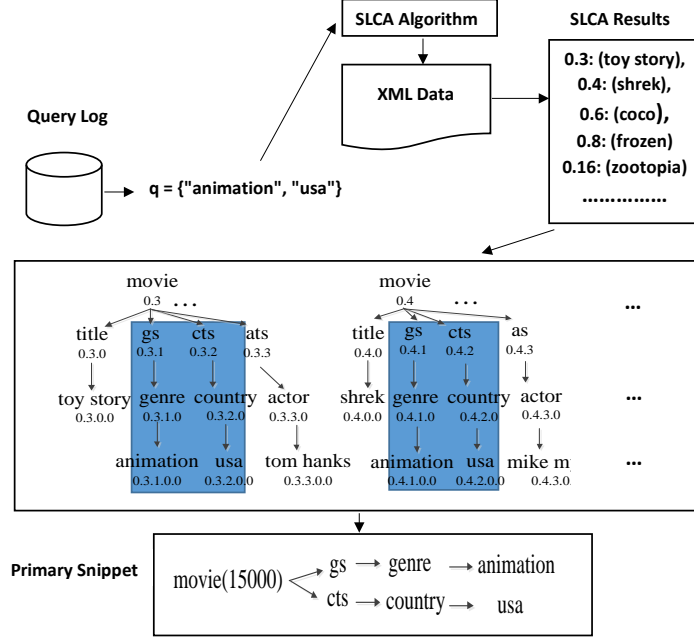 SLCA Algorithm
SLCA Results
XML Data
0.3: (toy story),
0.4: (shrek),
0.6: (coco),
0.8: (frozen)
0.16: (zootopia)
……………
Query Log
q = {"animation", "usa"}
movie
0.3
...
title gs cts ats
0.3.0 0.3.1 0.3.2 0.3.3
toy story genre country actor
0.3.0.0 0.3.1.0 0.3.2.0 0.3.3.0
animation usa tom hanks
0.3.1.0.0 0.3.2.0.0 0.3.3.0.0
movie
0.4
...
title gs cts as
0.4.0 0.4.1 0.4.2 0.4.3
shrek genre country actor
0.4.0.0 0.4.1.0 0.4.2.0 0.4.3.0
animation usa mike m
0.4.1.0.0 0.4.2.0.0 0.4.3.0.
...
...
...
Primary Snippet
movie(15000)
gs genre animation
cts country usa